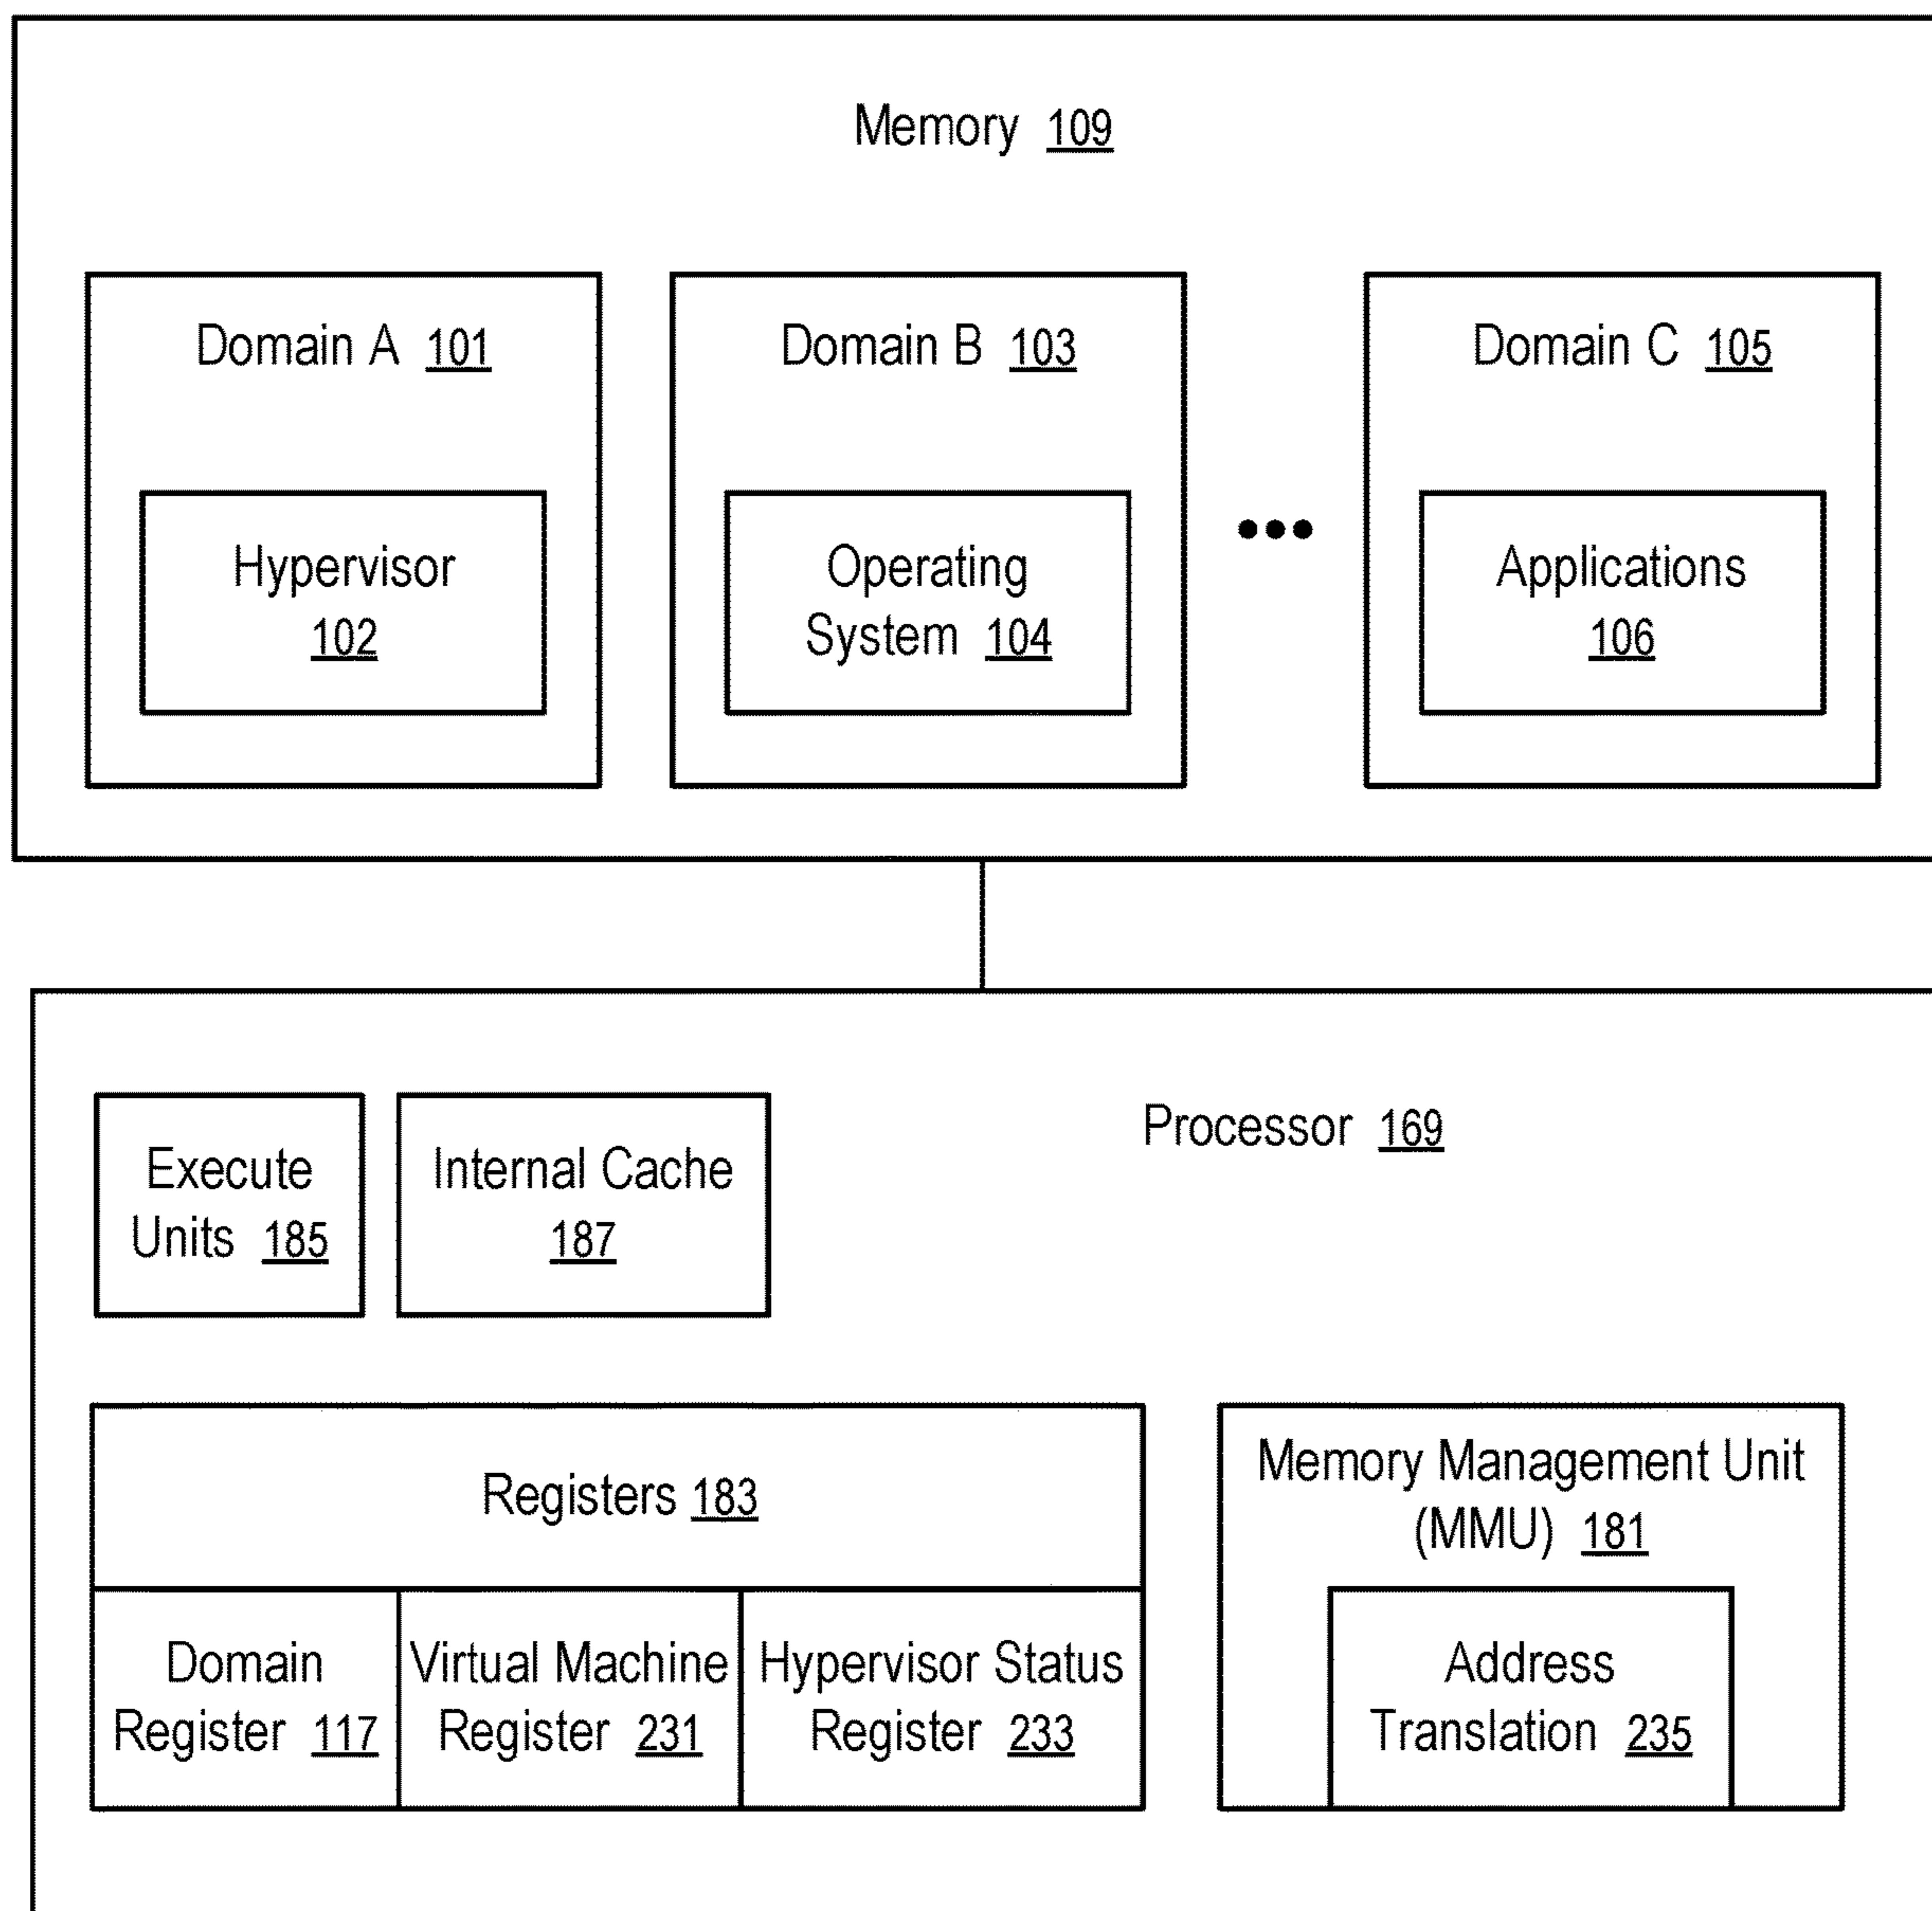 Memory 109
Domain A 101
Domain B 103
Domain C 105
Hypervisor
102
Operating
System 104
Applications
106
Processor 169
Execute
Units 185
Internal Cache
187
Registers 183
Domain
Register 117
Virtual Machine
Register 231
Hypervisor Status
Register 233
Memory Management Unit
(MMU) 181
Address
Translation 235